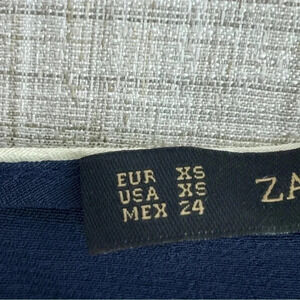 EUR XS
USA XS
MEX 24
ZA